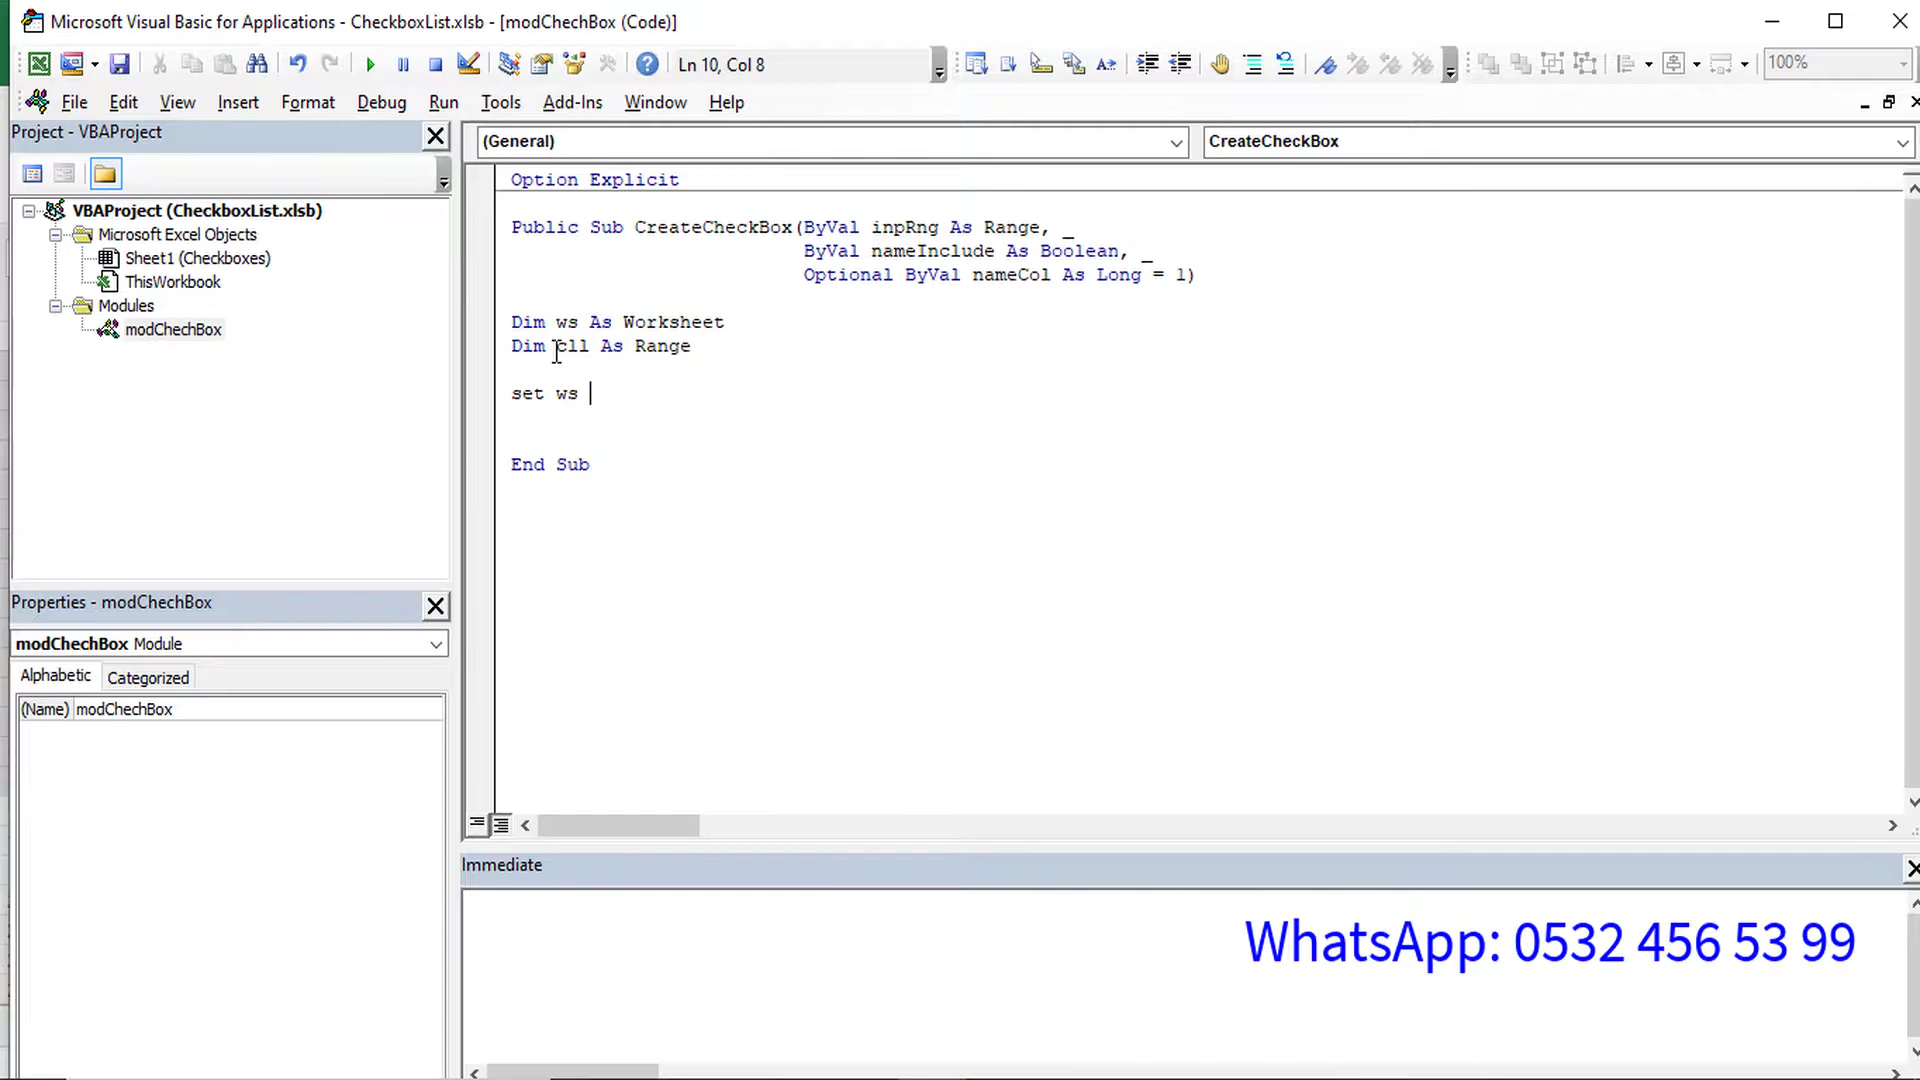 Microsoft Visual Basic for Applications - CheckboxList.xlsb - [modChechBox (Code)]
Ln 10, Col 8
100%
File Edit View Insert Format Debug Run Tools Add-Ins Window Help
Project - VBAProject
VBAProject (CheckboxList.xlsb)
Microsoft Excel Objects
Sheet1 (Checkboxes)
ThisWorkbook
Modules
modChechBox
Properties - modChechBox
modChechBox Module
Alphabetic Categorized
(Name) modChechBox
(General) CreateCheckBox
Option Explicit
Public Sub CreateCheckBox(ByVal inpRng As Range, _
ByVal nameInclude As Boolean, _
Optional ByVal nameCol As Long = 1)
Dim ws As Worksheet
Dim cll As Range
set ws
End Sub
Immediate
WhatsApp: 0532 456 53 99